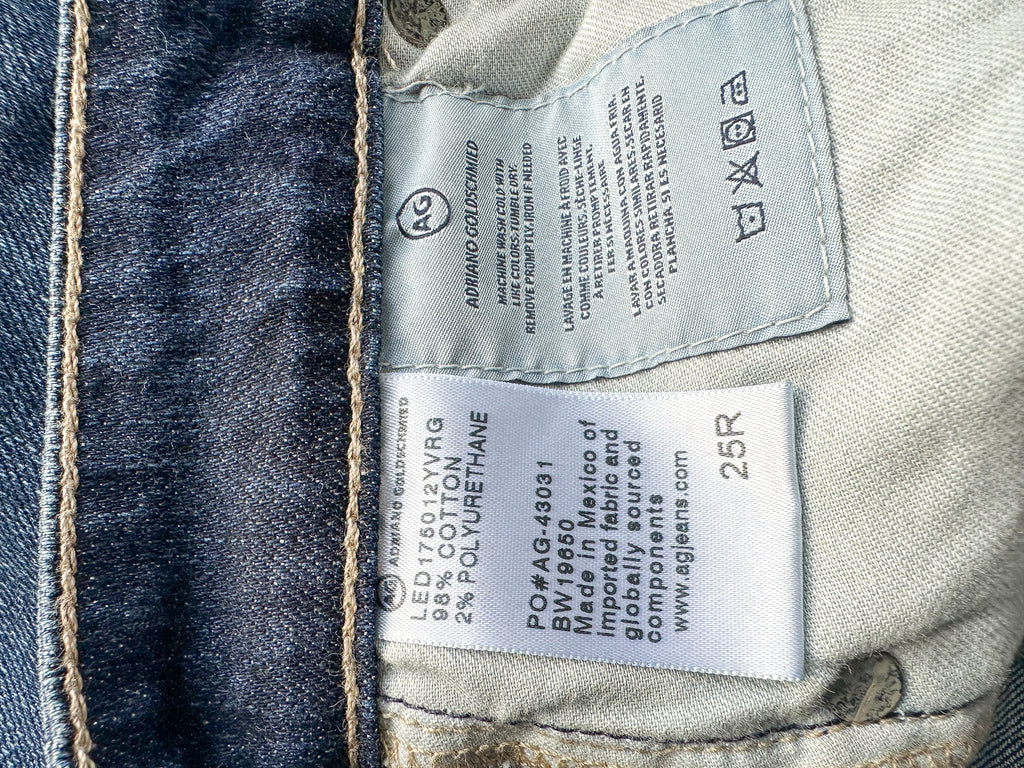 AG
ADRIANO GOLDSCHMIED
MACHINE WASH COLD WITH
LIKE COLORS. TUMBLE DRY.
REMOVE PROMPTLY. IRON IF NEEDED
LAVAGE EN MACHINE À FROID AVEC
COMME COULEURS. SÈCHE-LINGE
À RETIRER PROMPTEMENT.
FER SI NÉCESSAIRE
LAVAR A MAQUINA CON AGUA FRIA.
CON COLORES SIMILARES. SECAR EN
SECADORA RETIRAR RAPIDAMENTE.
PLANCHA SI ES NECESARIO
AG ADRIANO GOLDSCHMIED
LED175012YVRG
98% COTTON
2% POLYURETHANE
PO#AG-43031
BW19650
Made in Mexico of
imported fabric and
globally sourced
components
www.agjeans.com
25R